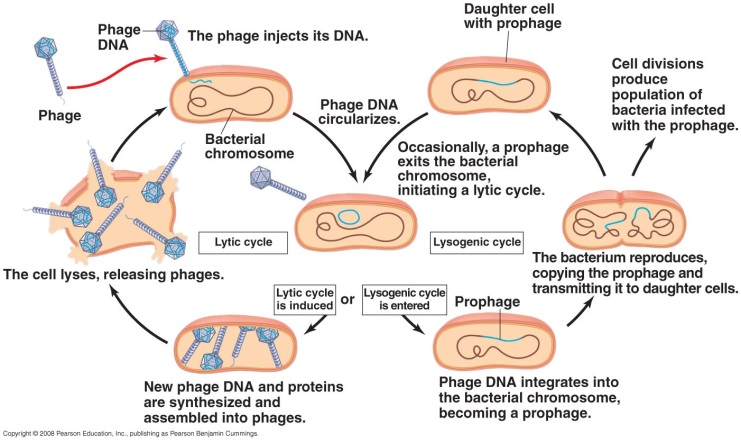 Phage
DNA
The phage injects its DNA.
Phage
Bacterial
chromosome
Phage DNA
circularizes.
Daughter cell
with prophage
Cell divisions
produce
population of
bacteria infected
with the prophage.
Occasionally, a prophage
exits the bacterial
chromosome,
initiating a lytic cycle.
Lytic cycle
Lysogenic cycle
The cell lyses, releasing phages.
The bacterium reproduces,
copying the prophage and
transmitting it to daughter cells.
Lytic cycle
is induced
or
Lysogenic cycle
is entered
Prophage
New phage DNA and proteins
are synthesized and
assembled into phages.
Phage DNA integrates into
the bacterial chromosome,
becoming a prophage.
Copyright © 2008 Pearson Education, Inc., publishing as Pearson Benjamin Cummings.